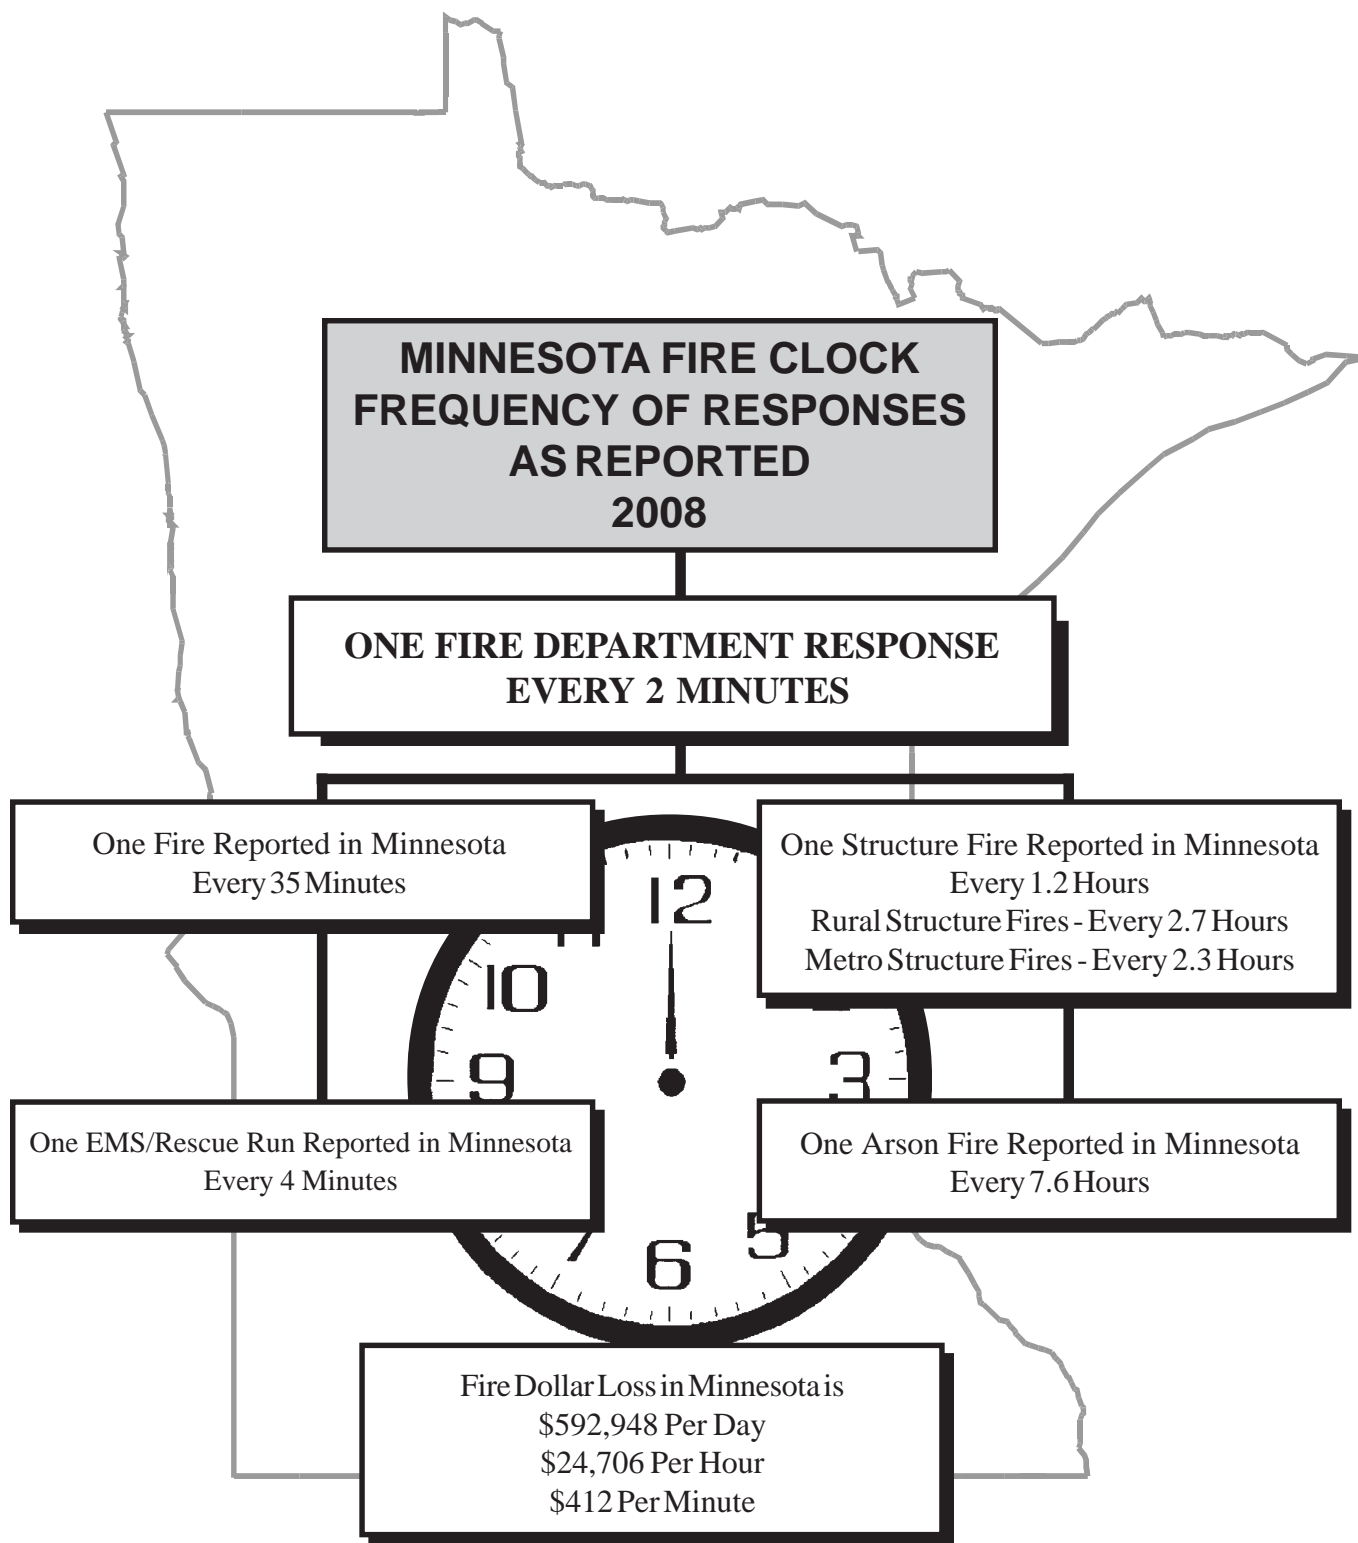 MINNESOTA FIRE CLOCK
FREQUENCY OF RESPONSES
AS REPORTED
2008
ONE FIRE DEPARTMENT RESPONSE
EVERY 2 MINUTES
One Fire Reported in Minnesota
Every 35 Minutes
One Structure Fire Reported in Minnesota
Every 1.2 Hours
Rural Structure Fires - Every 2.7 Hours
Metro Structure Fires - Every 2.3 Hours
12
10
9
3
One EMS/Rescue Run Reported in Minnesota
Every 4 Minutes
One Arson Fire Reported in Minnesota
Every 7.6 Hours
7
6
5
Fire Dollar Loss in Minnesota is
$592,948 Per Day
$24,706 Per Hour
$412 Per Minute